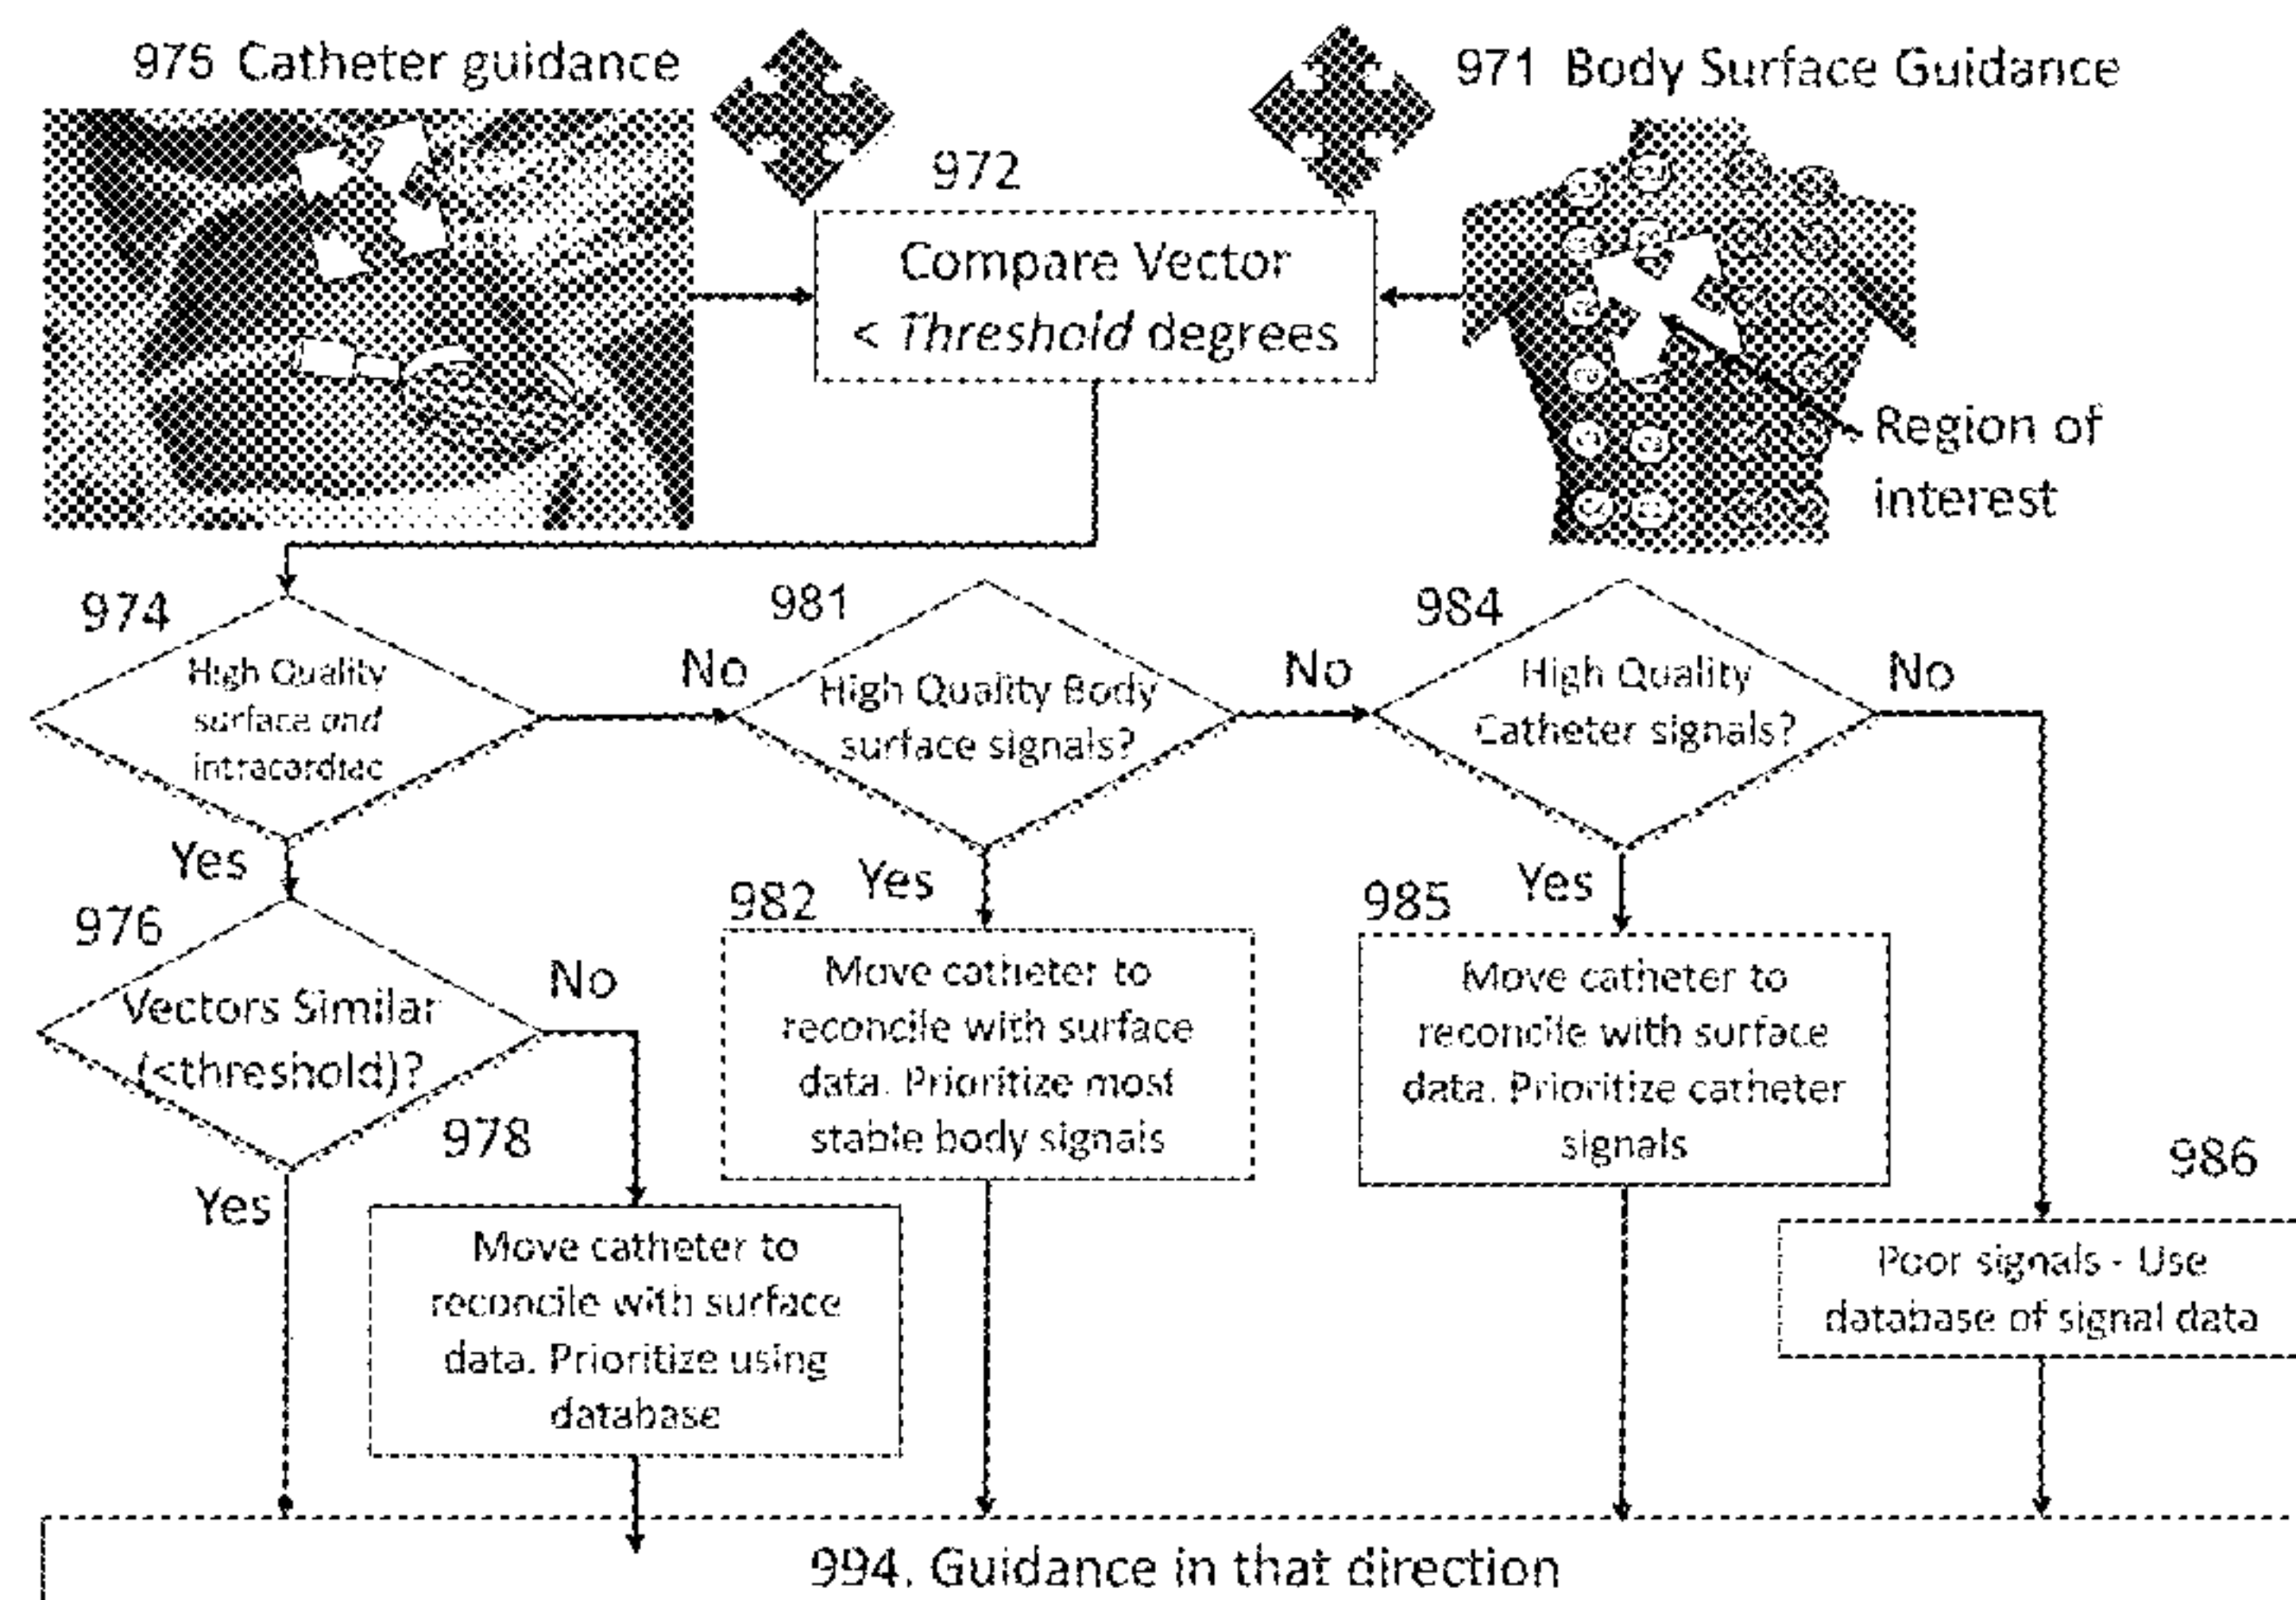 975 Catheter guidance
971 Body Surface Guidance
972
Compare Vector
< Threshold degrees
Region of
interest
974
High Quality
surface and
intracardiac
No
981
High Quality Body
surface signals?
No
984
High Quality
Catheter signals?
No
Yes
976
Vectors Similar
(<threshold)?
No
Yes
978
Move catheter to
reconcile with surface
data. Prioritize using
database
Yes
982
Move catheter to
reconcile with surface
data. Prioritize most
stable body signals
Yes
985
Move catheter to
reconcile with surface
data. Prioritize catheter
signals
986
Poor signals - Use
database of signal data
994. Guidance in that direction